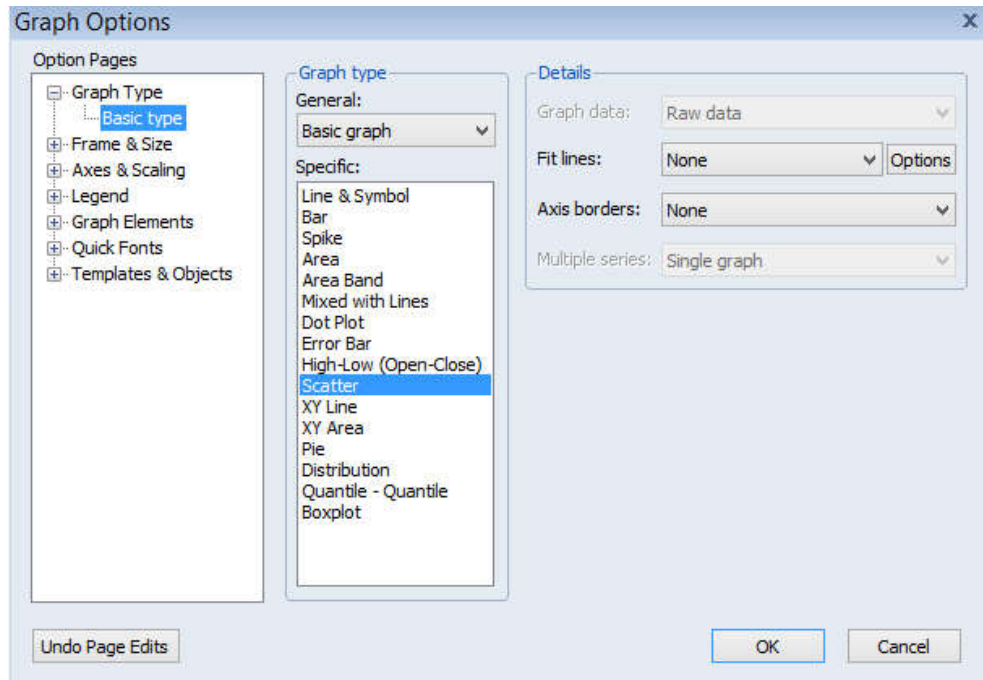 Graph Options
x
Option Pages
Graph Type
Basic type
Frame & Size
Axes & Scaling
Legend
Graph Elements
Quick Fonts
Templates & Objects
Graph type
General:
Basic graph
Specific:
Line & Symbol
Bar
Spike
Area
Area Band
Mixed with Lines
Dot Plot
Error Bar
High-Low (Open-Close)
Scatter
XY Line
XY Area
Pie
Distribution
Quantile - Quantile
Boxplot
Details
Graph data: Raw data
Fit lines: None Options
Axis borders: None
Multiple series: Single graph
Undo Page Edits
OK
Cancel